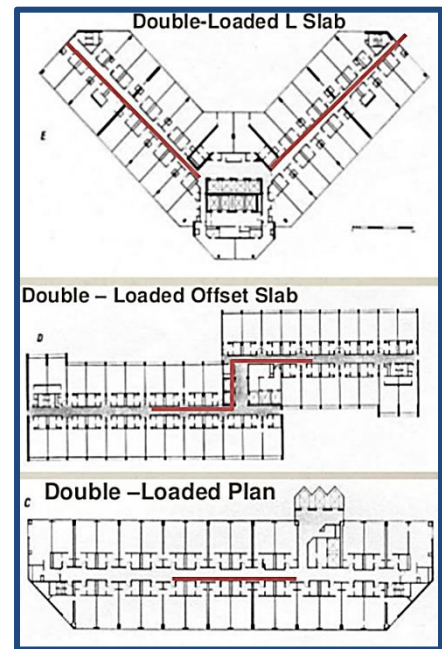 Double-Loaded L Slab
E
Double – Loaded Offset Slab
D
Double –Loaded Plan
C